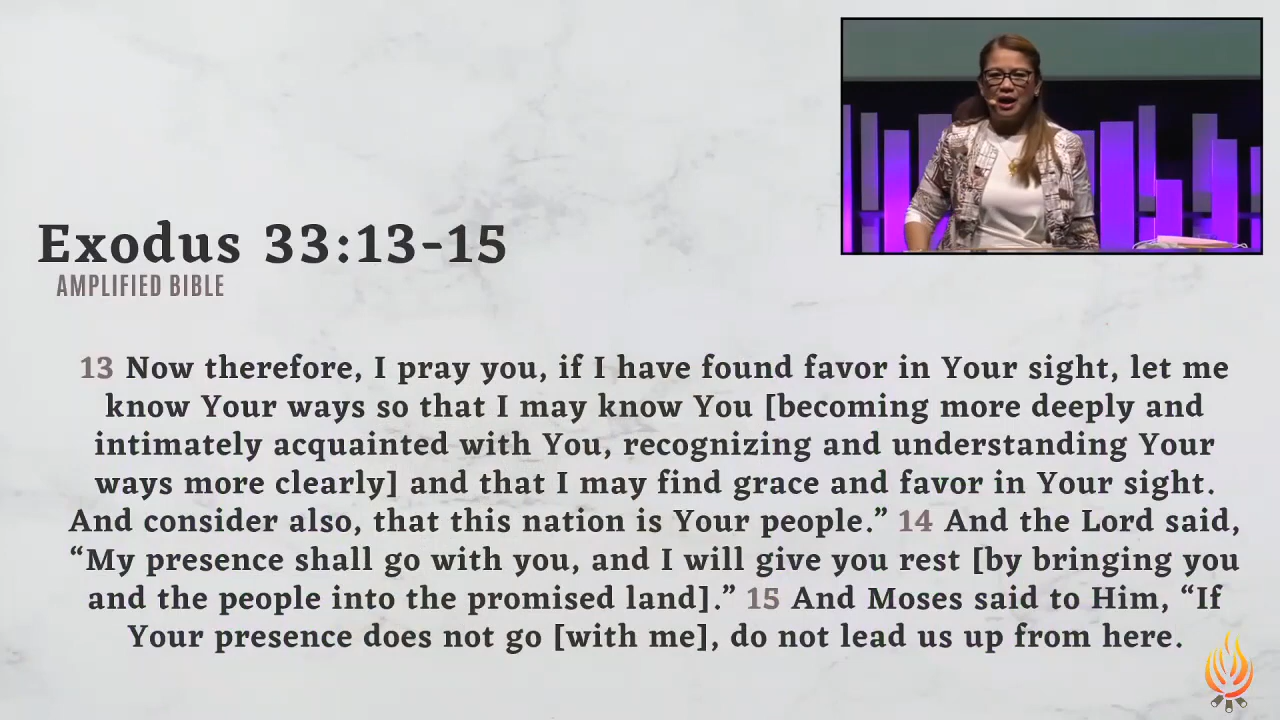 Exodus 33:13-15
AMPLIFIED BIBLE
13 Now therefore, I pray you, if I have found favor in Your sight, let me
know Your ways so that I may know You [becoming more deeply and
intimately acquainted with You, recognizing and understanding Your
ways more clearly] and that I may find grace and favor in Your sight.
And consider also, that this nation is Your people.” 14 And the Lord said,
“My presence shall go with you, and I will give you rest [by bringing you
and the people into the promised land].” 15 And Moses said to Him, “If
Your presence does not go [with me], do not lead us up from here.